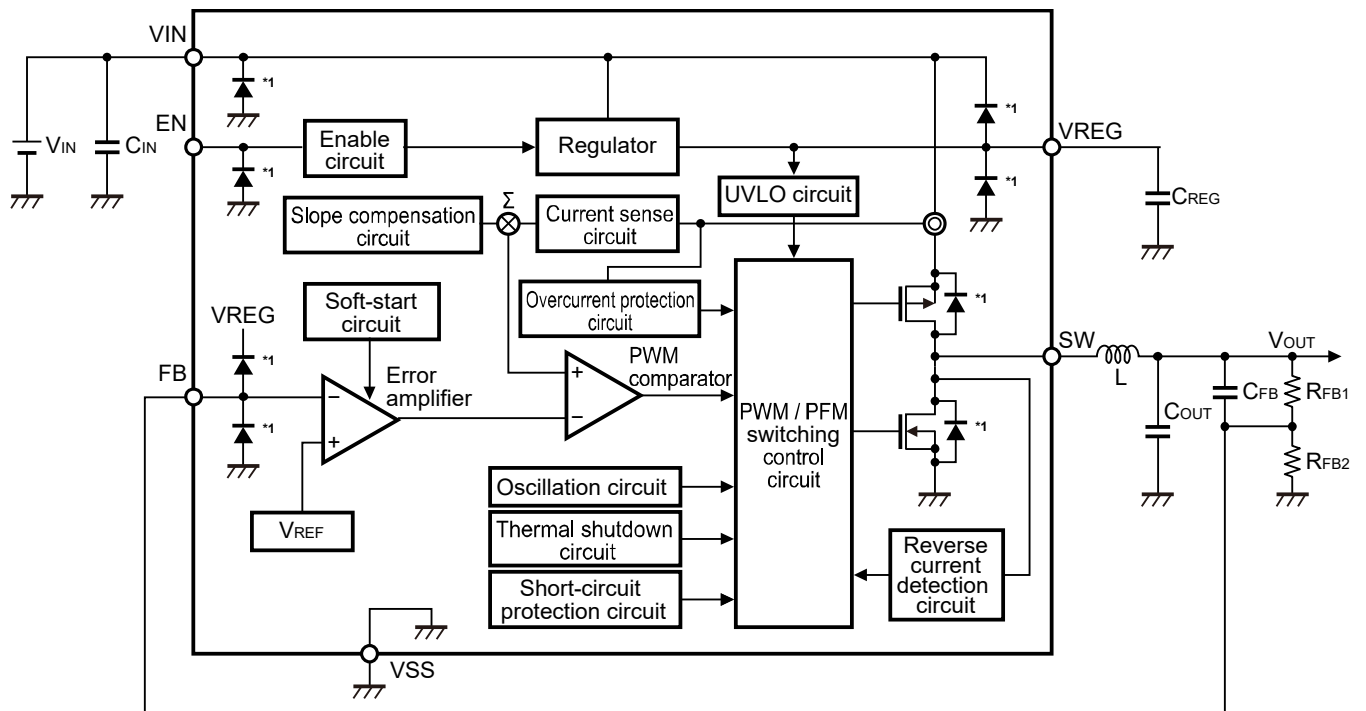 VIN
*1
*1
EN
VIN
CIN
Enable
circuit
Regulator
*1
VREG
*1
*1
UVLO circuit
CREG
Slope compensation
circuit
Σ
Current sense
circuit
Overcurrent protection
circuit
*1
Soft-start
circuit
VREG
*1
FB
Error
amplifier
−
+
*1
PWM
comparator
+
−
SW
L
VOUT
CFB
RFB1
COUT
RFB2
PWM / PFM
switching
control
circuit
*1
VREF
Oscillation circuit
Thermal shutdown
circuit
Short-circuit
protection circuit
Reverse
current
detection
circuit
VSS